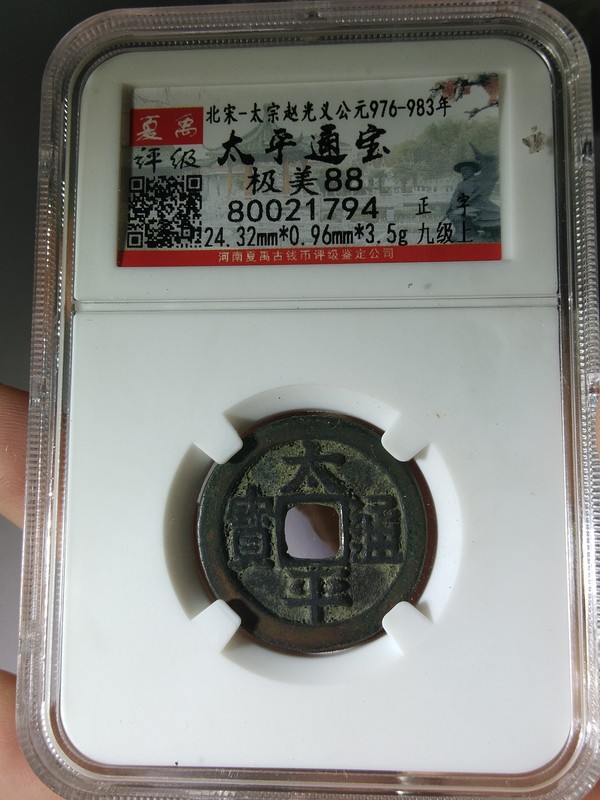 夏禹
评级
北宋-太宗赵光义公元976-983年
太平通宝
极美88
80021794
正字
24.32mm*0.96mm*3.5g 九级上
河南夏禹古钱币评级鉴定公司
太平通寳